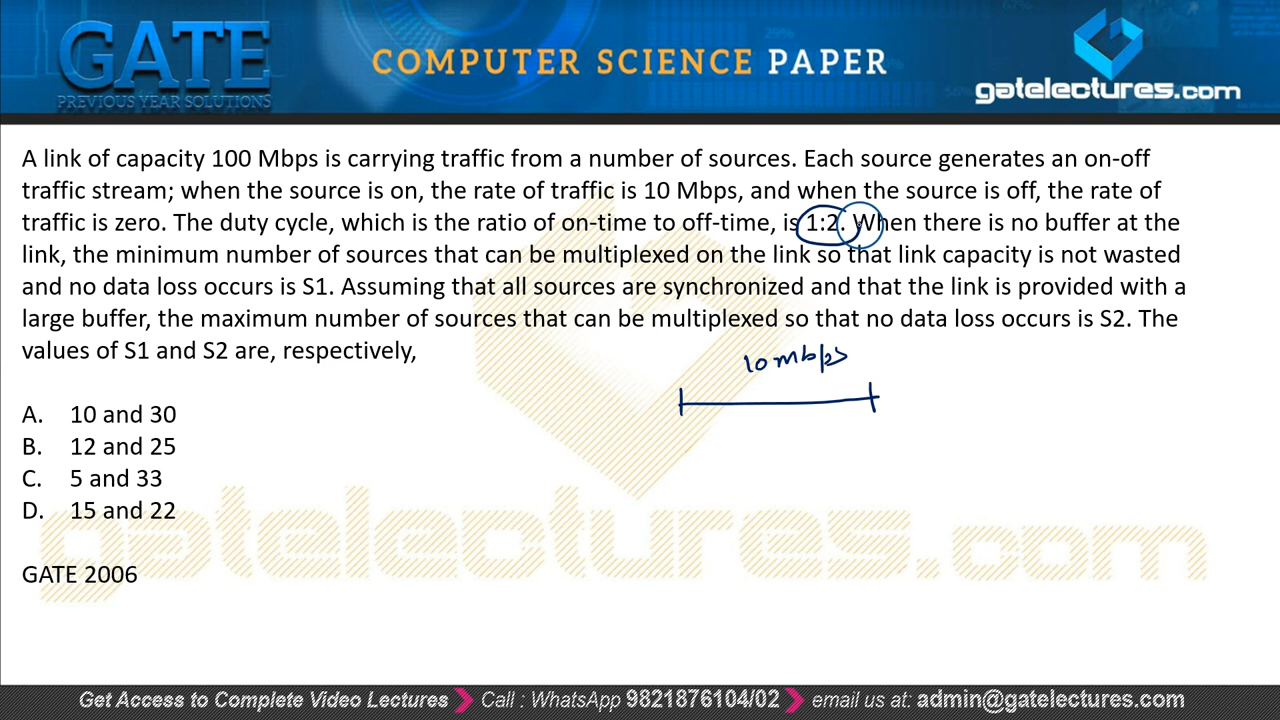 GATE
PREVIOUS YEAR SOLUTIONS
COMPUTER SCIENCE PAPER
gatelectures.com
A link of capacity 100 Mbps is carrying traffic from a number of sources. Each source generates an on-off
traffic stream; when the source is on, the rate of traffic is 10 Mbps, and when the source is off, the rate of
traffic is zero. The duty cycle, which is the ratio of on-time to off-time, is 1:2. When there is no buffer at the
link, the minimum number of sources that can be multiplexed on the link so that link capacity is not wasted
and no data loss occurs is S1. Assuming that all sources are synchronized and that the link is provided with a
large buffer, the maximum number of sources that can be multiplexed so that no data loss occurs is S2. The
values of S1 and S2 are, respectively,
10 mbps
A. 10 and 30
B. 12 and 25
C. 5 and 33
D. 15 and 22
gatelectures.com
GATE 2006
Get Access to Complete Video Lectures Call : WhatsApp 9821876104/02 email us at: admin@gatelectures.com